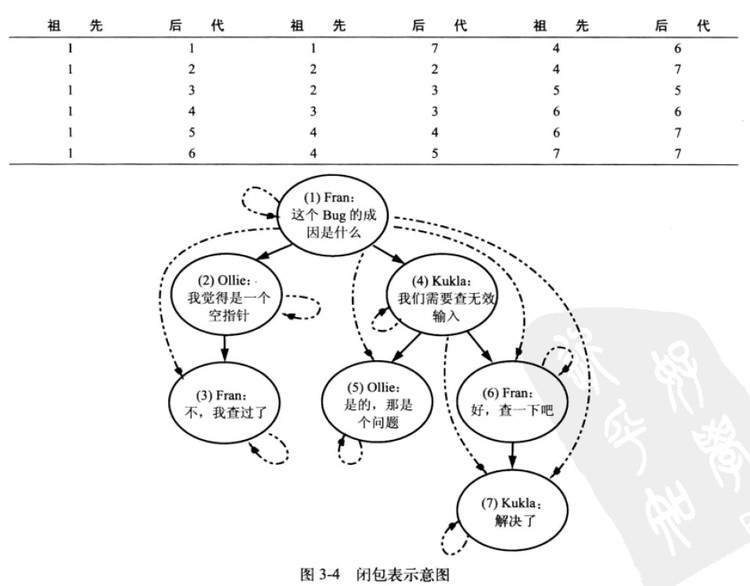 祖 先 后 代 祖 先 后 代 祖 先 后 代
1 1 1 7 4 6
1 2 2 2 4 7
1 3 2 3 5 5
1 4 3 3 6 6
1 5 4 4 6 7
1 6 4 5 7 7
(1) Fran:
这个 Bug 的成
因是什么
(2) Ollie:
我觉得是一个
空指针
(4) Kukla:
我们需要查无效
输入
(3) Fran:
不，我查过了
(5) Ollie:
是的，那是
个问题
(6) Fran:
好，查一下吧
(7) Kukla:
解决了
图 3-4 闭包表示意图